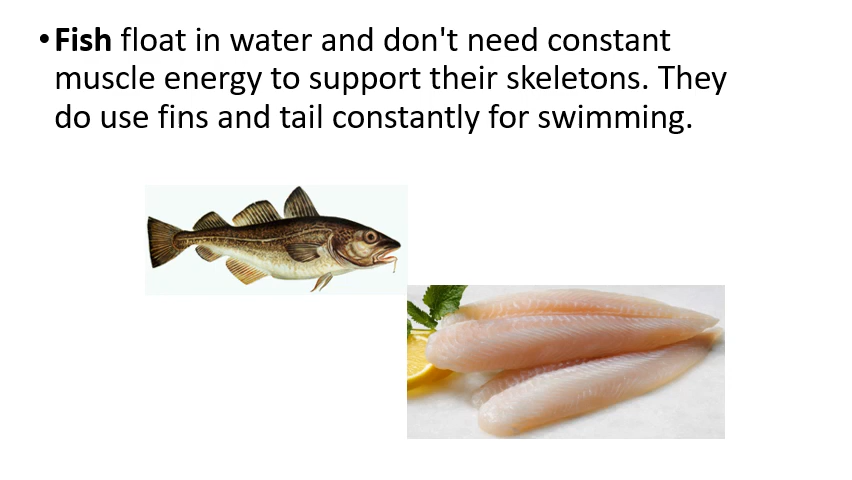 •Fish float in water and don't need constant
muscle energy to support their skeletons. They
do use fins and tail constantly for swimming.